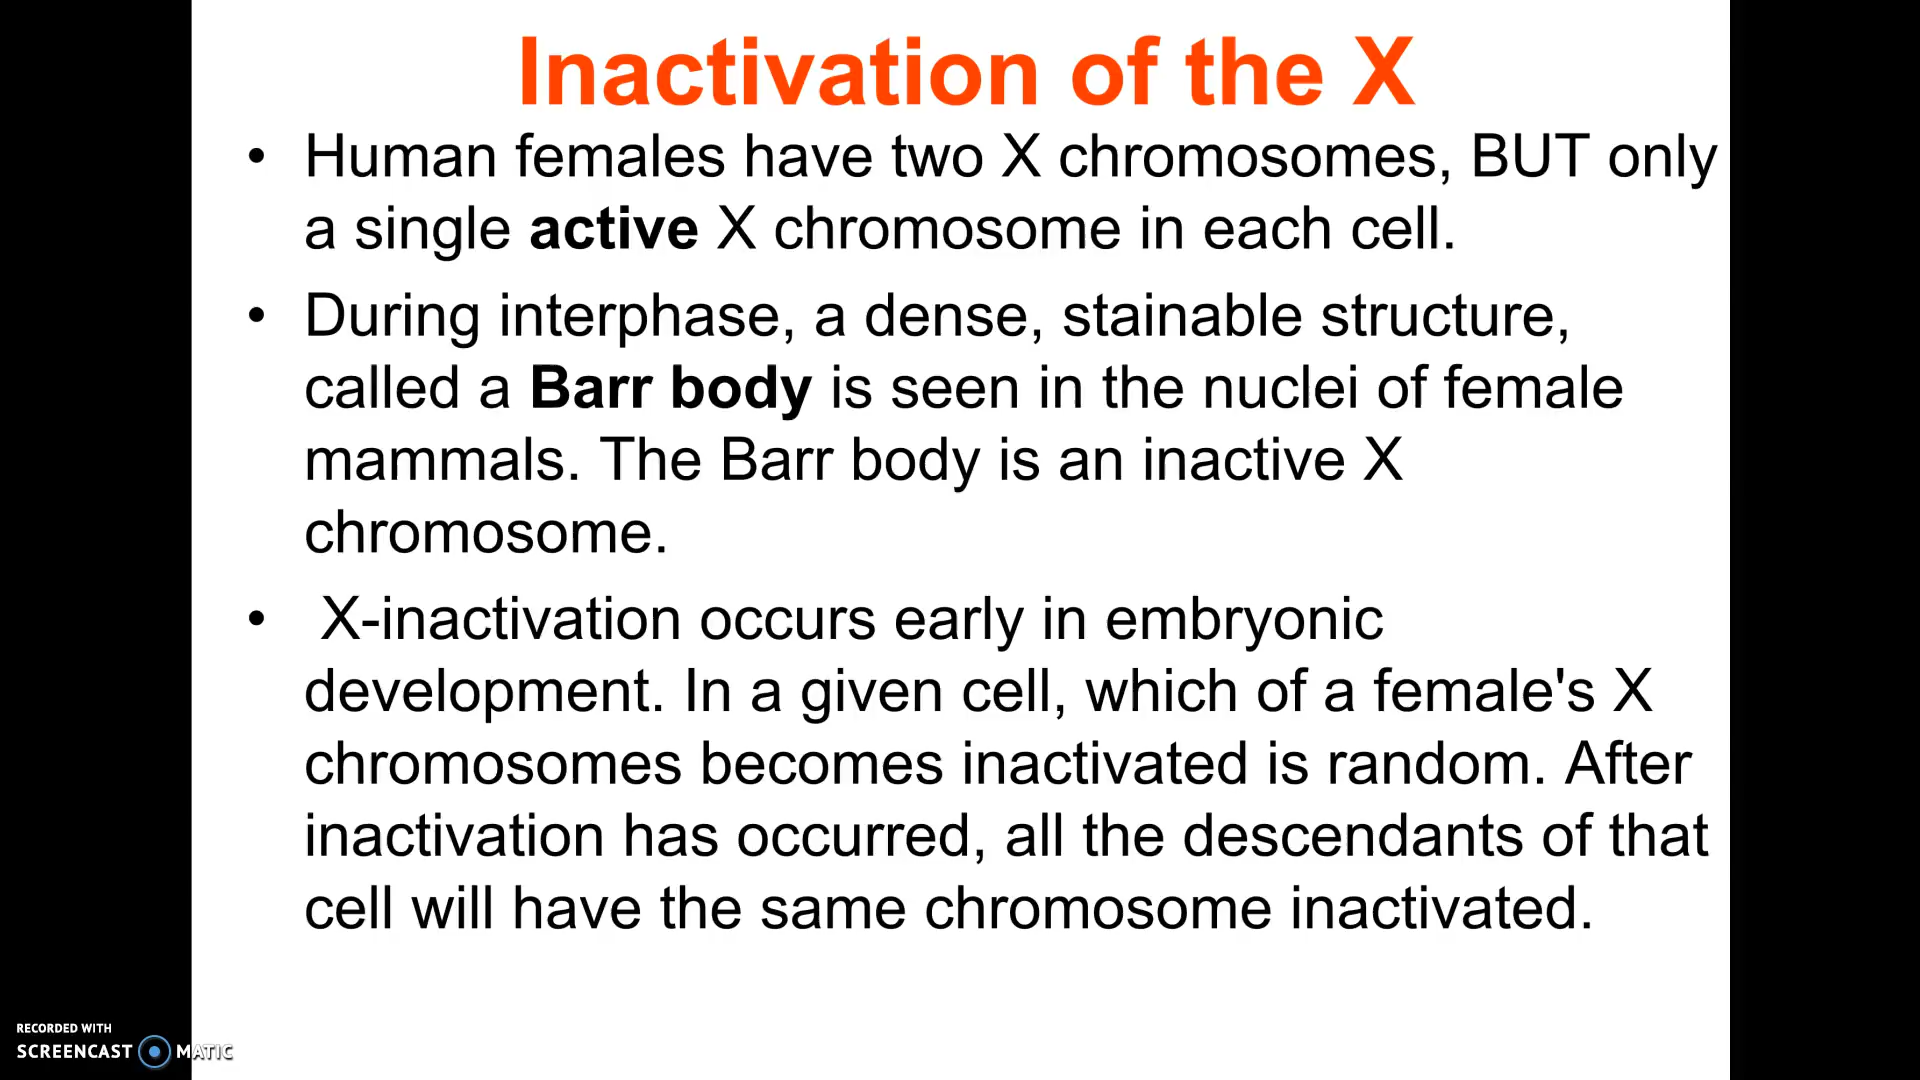 Inactivation of the X
• Human females have two X chromosomes, BUT only
a single active X chromosome in each cell.
• During interphase, a dense, stainable structure,
called a Barr body is seen in the nuclei of female
mammals. The Barr body is an inactive X
chromosome.
• X-inactivation occurs early in embryonic
development. In a given cell, which of a female's X
chromosomes becomes inactivated is random. After
inactivation has occurred, all the descendants of that
cell will have the same chromosome inactivated.
RECORDED WITH
SCREENCAST MATIC